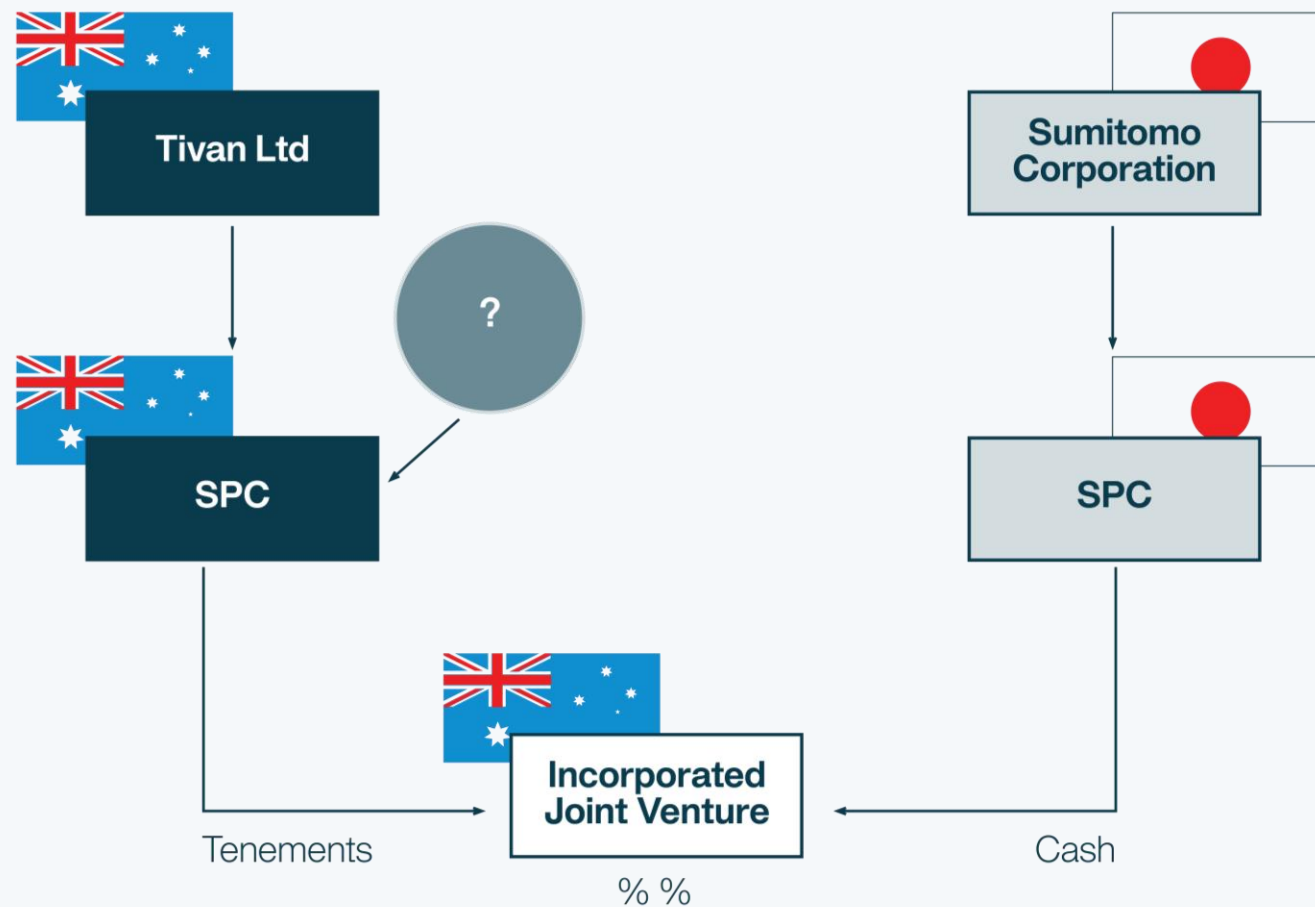 Tivan Ltd
Sumitomo
Corporation
?
SPC
SPC
Incorporated
Joint Venture
Tenements
Cash
% %